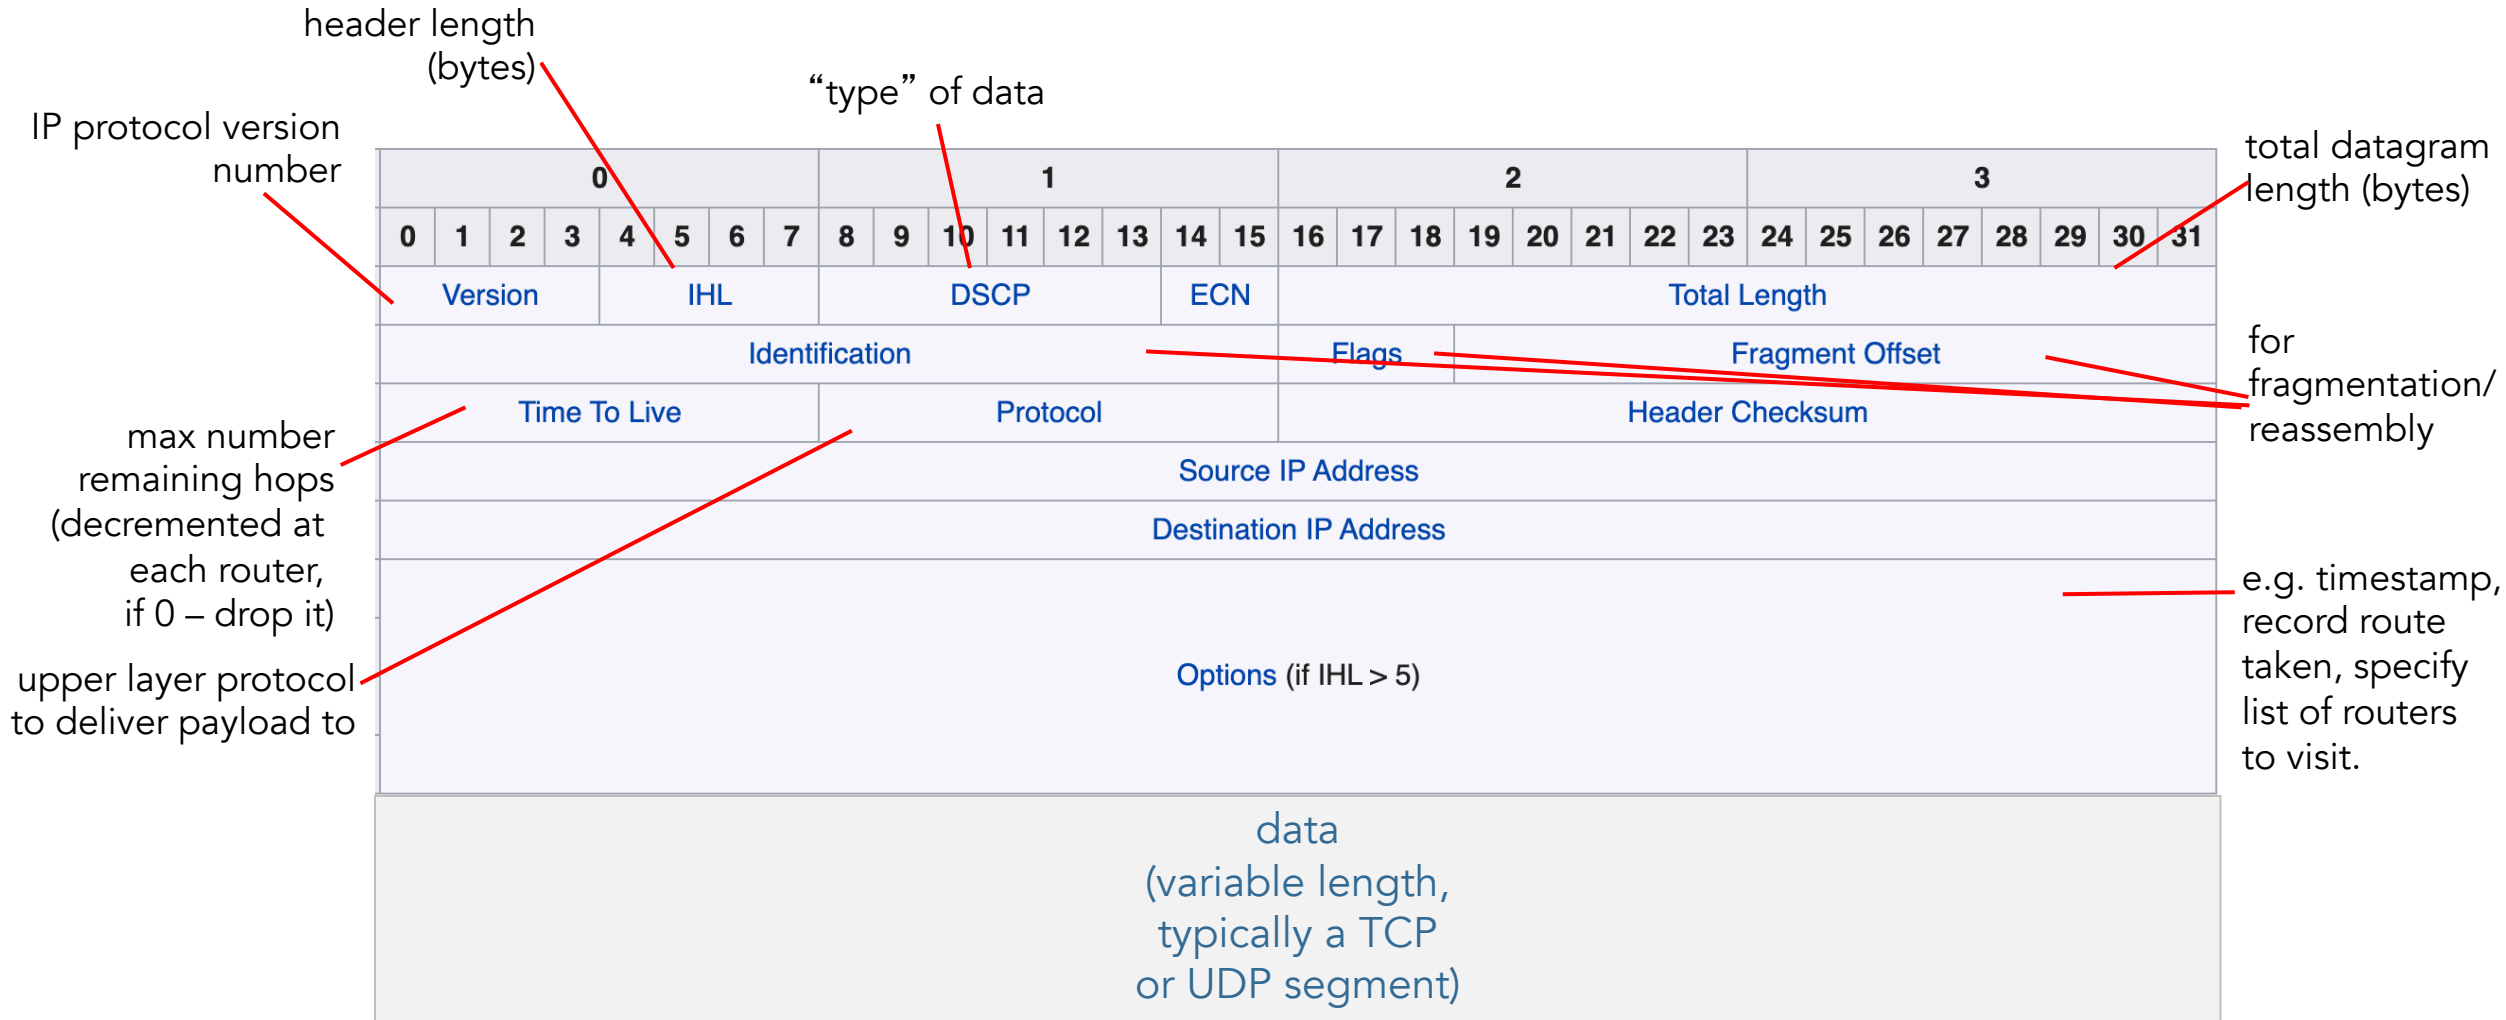 header length
(bytes)
“type” of data
IP protocol version
number
total datagram
length (bytes)
0 1 2 3
0 1 2 3 4 5 6 7 8 9 10 11 12 13 14 15 16 17 18 19 20 21 22 23 24 25 26 27 28 29 30 31
Version IHL DSCP ECN Total Length
Identification Flags Fragment Offset
for
fragmentation/
reassembly
Time To Live Protocol Header Checksum
max number
remaining hops
(decremented at
each router,
if 0 – drop it)
Source IP Address
Destination IP Address
e.g. timestamp,
record route
taken, specify
list of routers
to visit.
upper layer protocol
to deliver payload to
Options (if IHL > 5)
data
(variable length,
typically a TCP
or UDP segment)